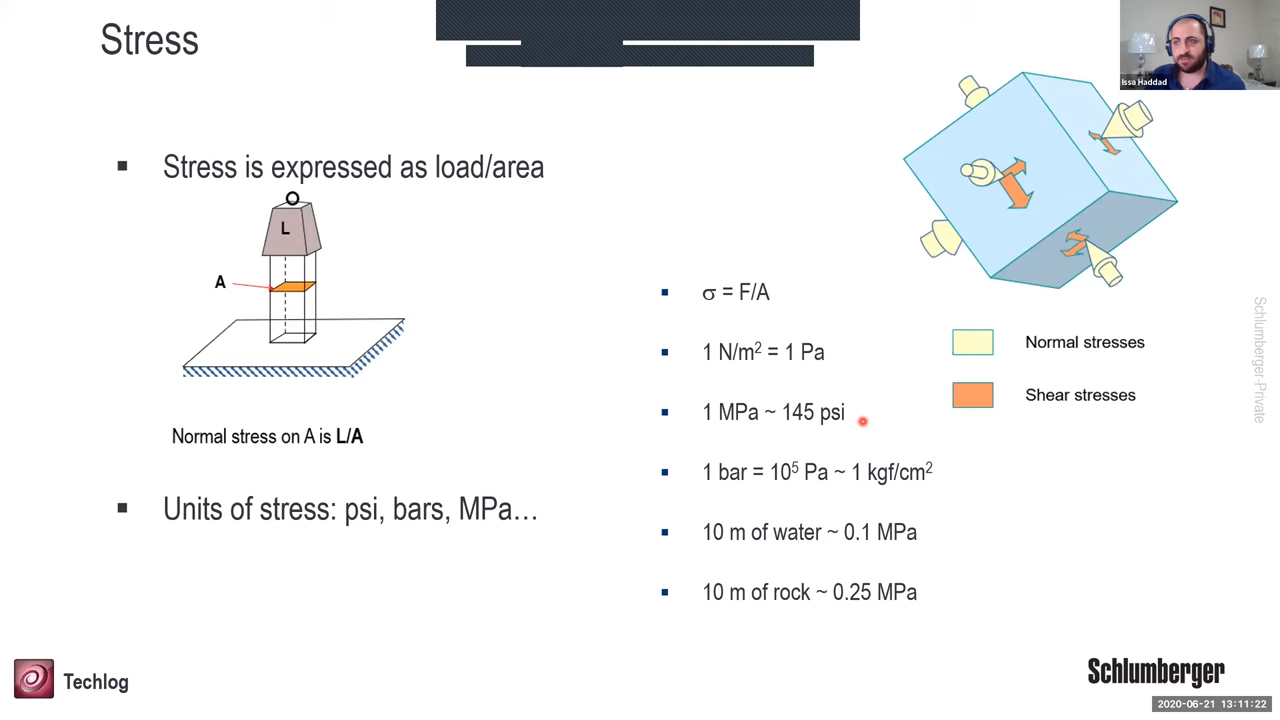 Stress
Issa Haddad
▪ Stress is expressed as load/area
L
A
Normal stress on A is L/A
▪ Units of stress: psi, bars, MPa…
▪ σ = F/A
▪ 1 N/m² = 1 Pa
▪ 1 MPa ~ 145 psi
▪ 1 bar = 10⁵ Pa ~ 1 kgf/cm²
▪ 10 m of water ~ 0.1 MPa
▪ 10 m of rock ~ 0.25 MPa
Normal stresses
Shear stresses
Schlumberger-Private
Techlog
Schlumberger
2020-06-21 13:11:22